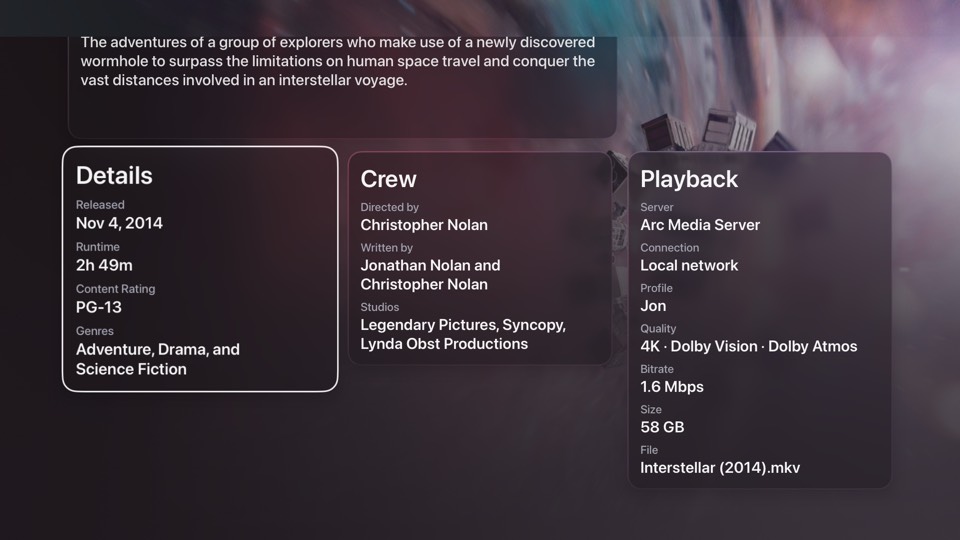 The adventures of a group of explorers who make use of a newly discovered
wormhole to surpass the limitations on human space travel and conquer the
vast distances involved in an interstellar voyage.
Details
Released
Nov 4, 2014
Runtime
2h 49m
Content Rating
PG-13
Genres
Adventure, Drama, and
Science Fiction
Crew
Directed by
Christopher Nolan
Written by
Jonathan Nolan and
Christopher Nolan
Studios
Legendary Pictures, Syncopy,
Lynda Obst Productions
Playback
Server
Arc Media Server
Connection
Local network
Profile
Jon
Quality
4K · Dolby Vision · Dolby Atmos
Bitrate
1.6 Mbps
Size
58 GB
File
Interstellar (2014).mkv